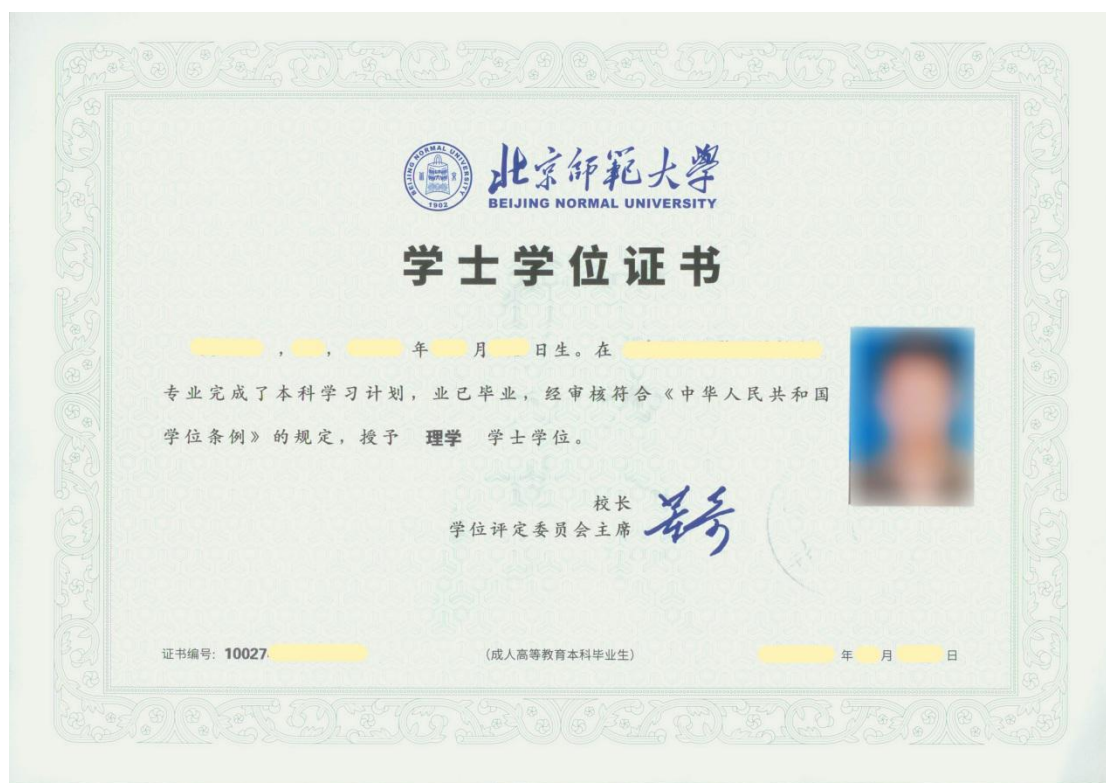 北京師範大學
BEIJING NORMAL UNIVERSITY
BEIJING NORMAL UNIVERSITY
1902
学士学位证书
, , 年 月 日生。在
专业完成了本科学习计划，业已毕业，经审核符合《中华人民共和国
学位条例》的规定，授予 理学 学士学位。
校长
学位评定委员会主席
证书编号: 10027
(成人高等教育本科毕业生)
年 月 日